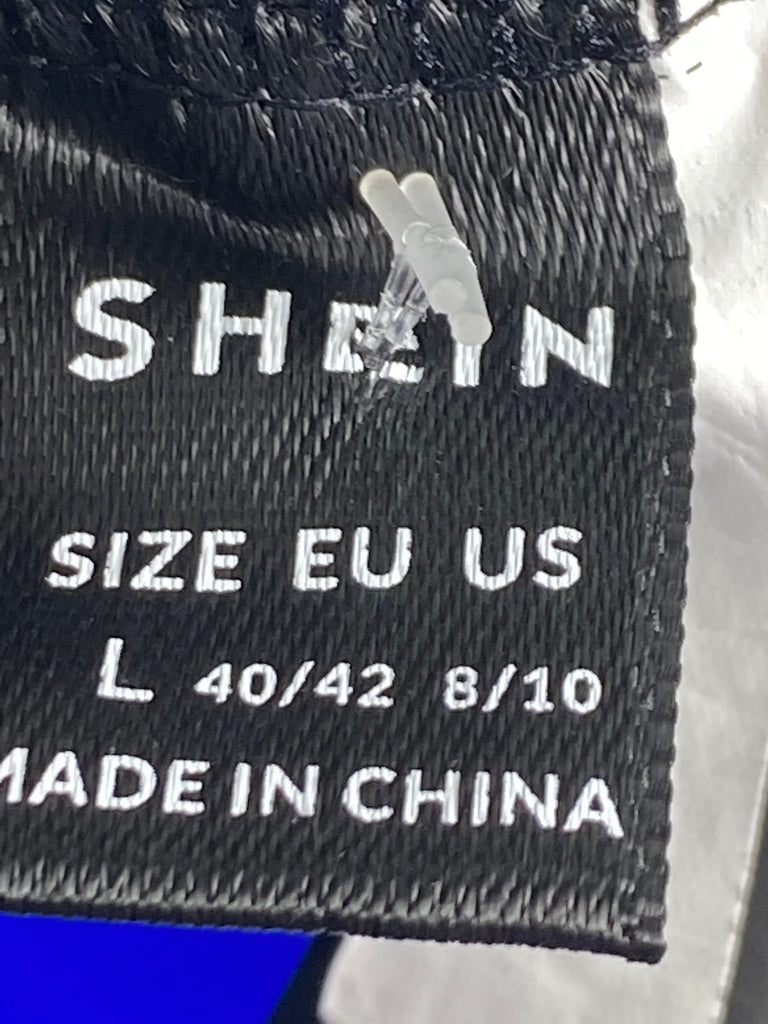 SHEIN
SIZE EU US
L 40/42 8/10
MADE IN CHINA